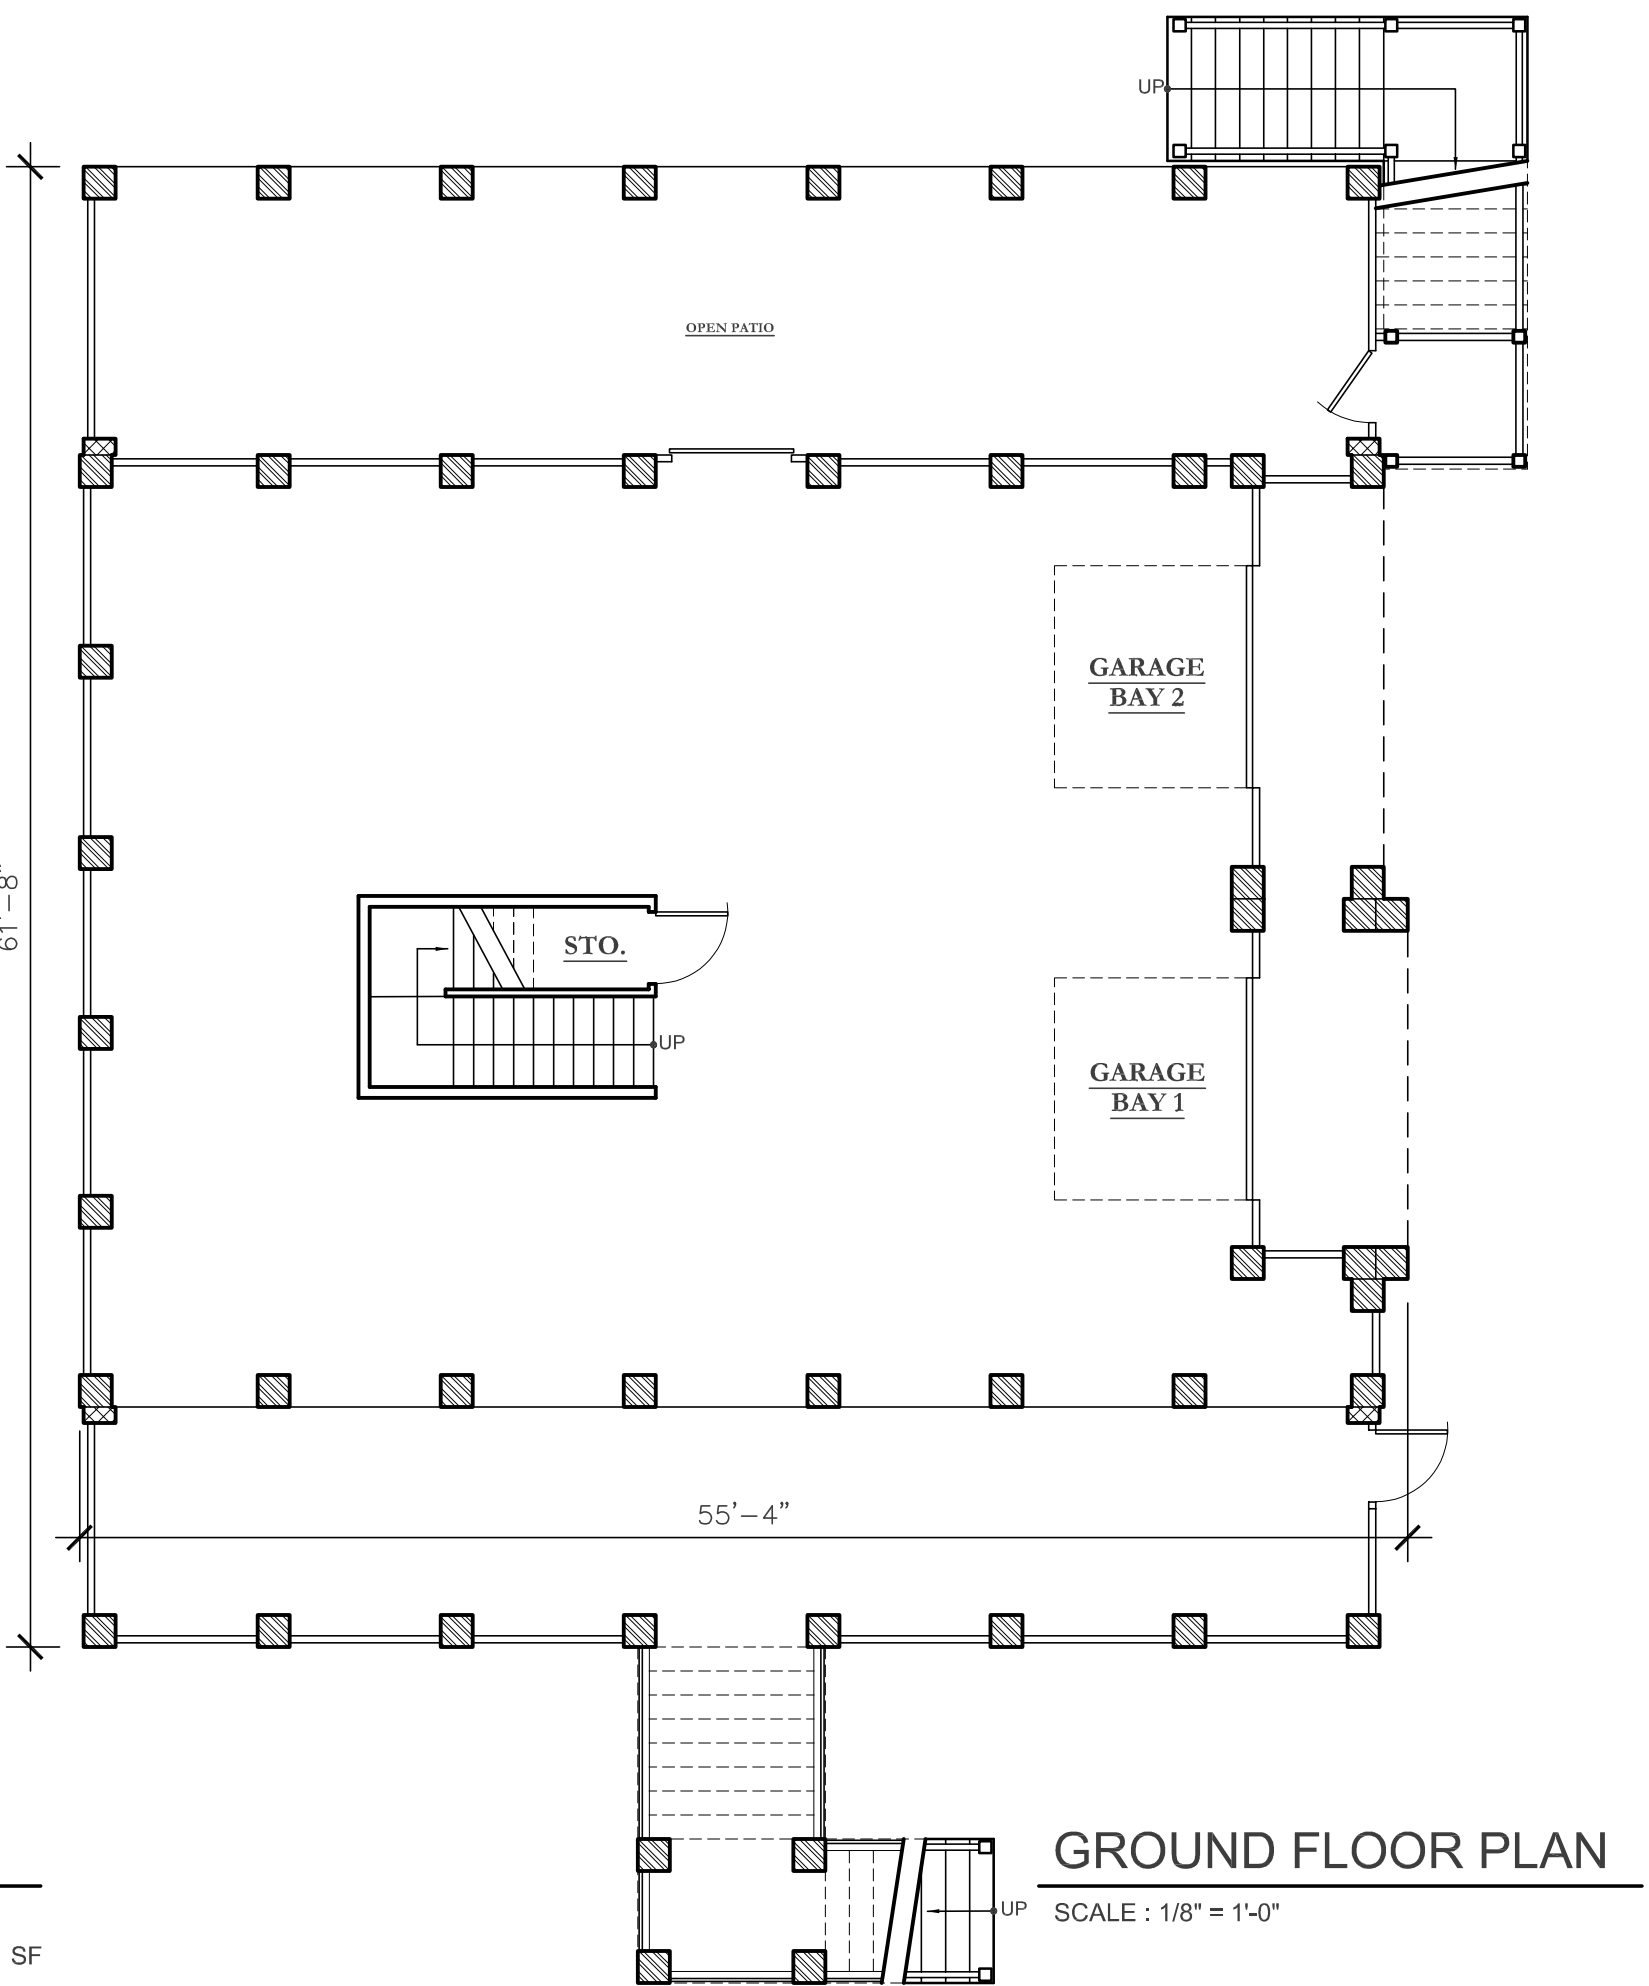 UP
OPEN PATIO
GARAGE
BAY 2
61'-8"
STO.
UP
GARAGE
BAY 1
55'-4"
GROUND FLOOR PLAN
UP
SCALE : 1/8" = 1'-0"
SF